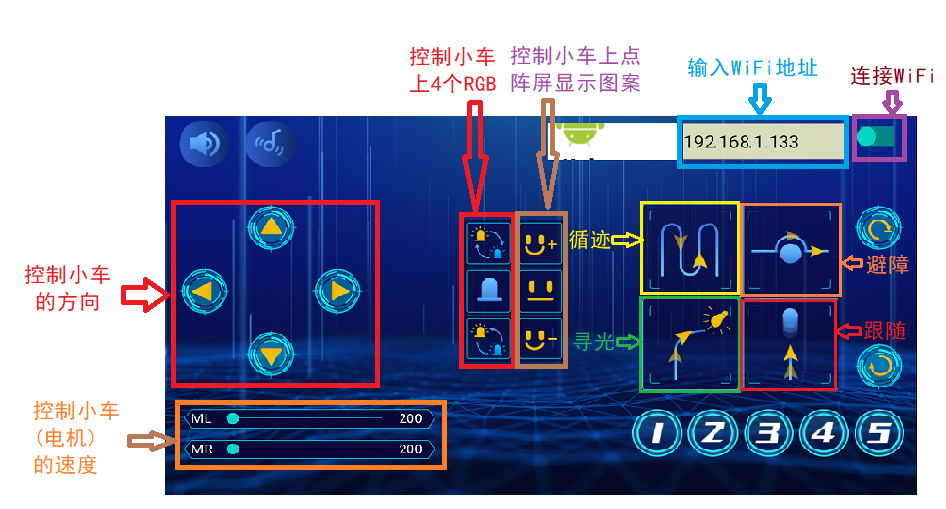 控制小车
上4个RGB
控制小车上点
阵屏显示图案
输入WiFi地址
连接WiFi
192.168.1.133
控制小车
的方向
循迹
避障
寻光
跟随
控制小车
(电机)
的速度
ML 200
MR 200
1 2 3 4 5